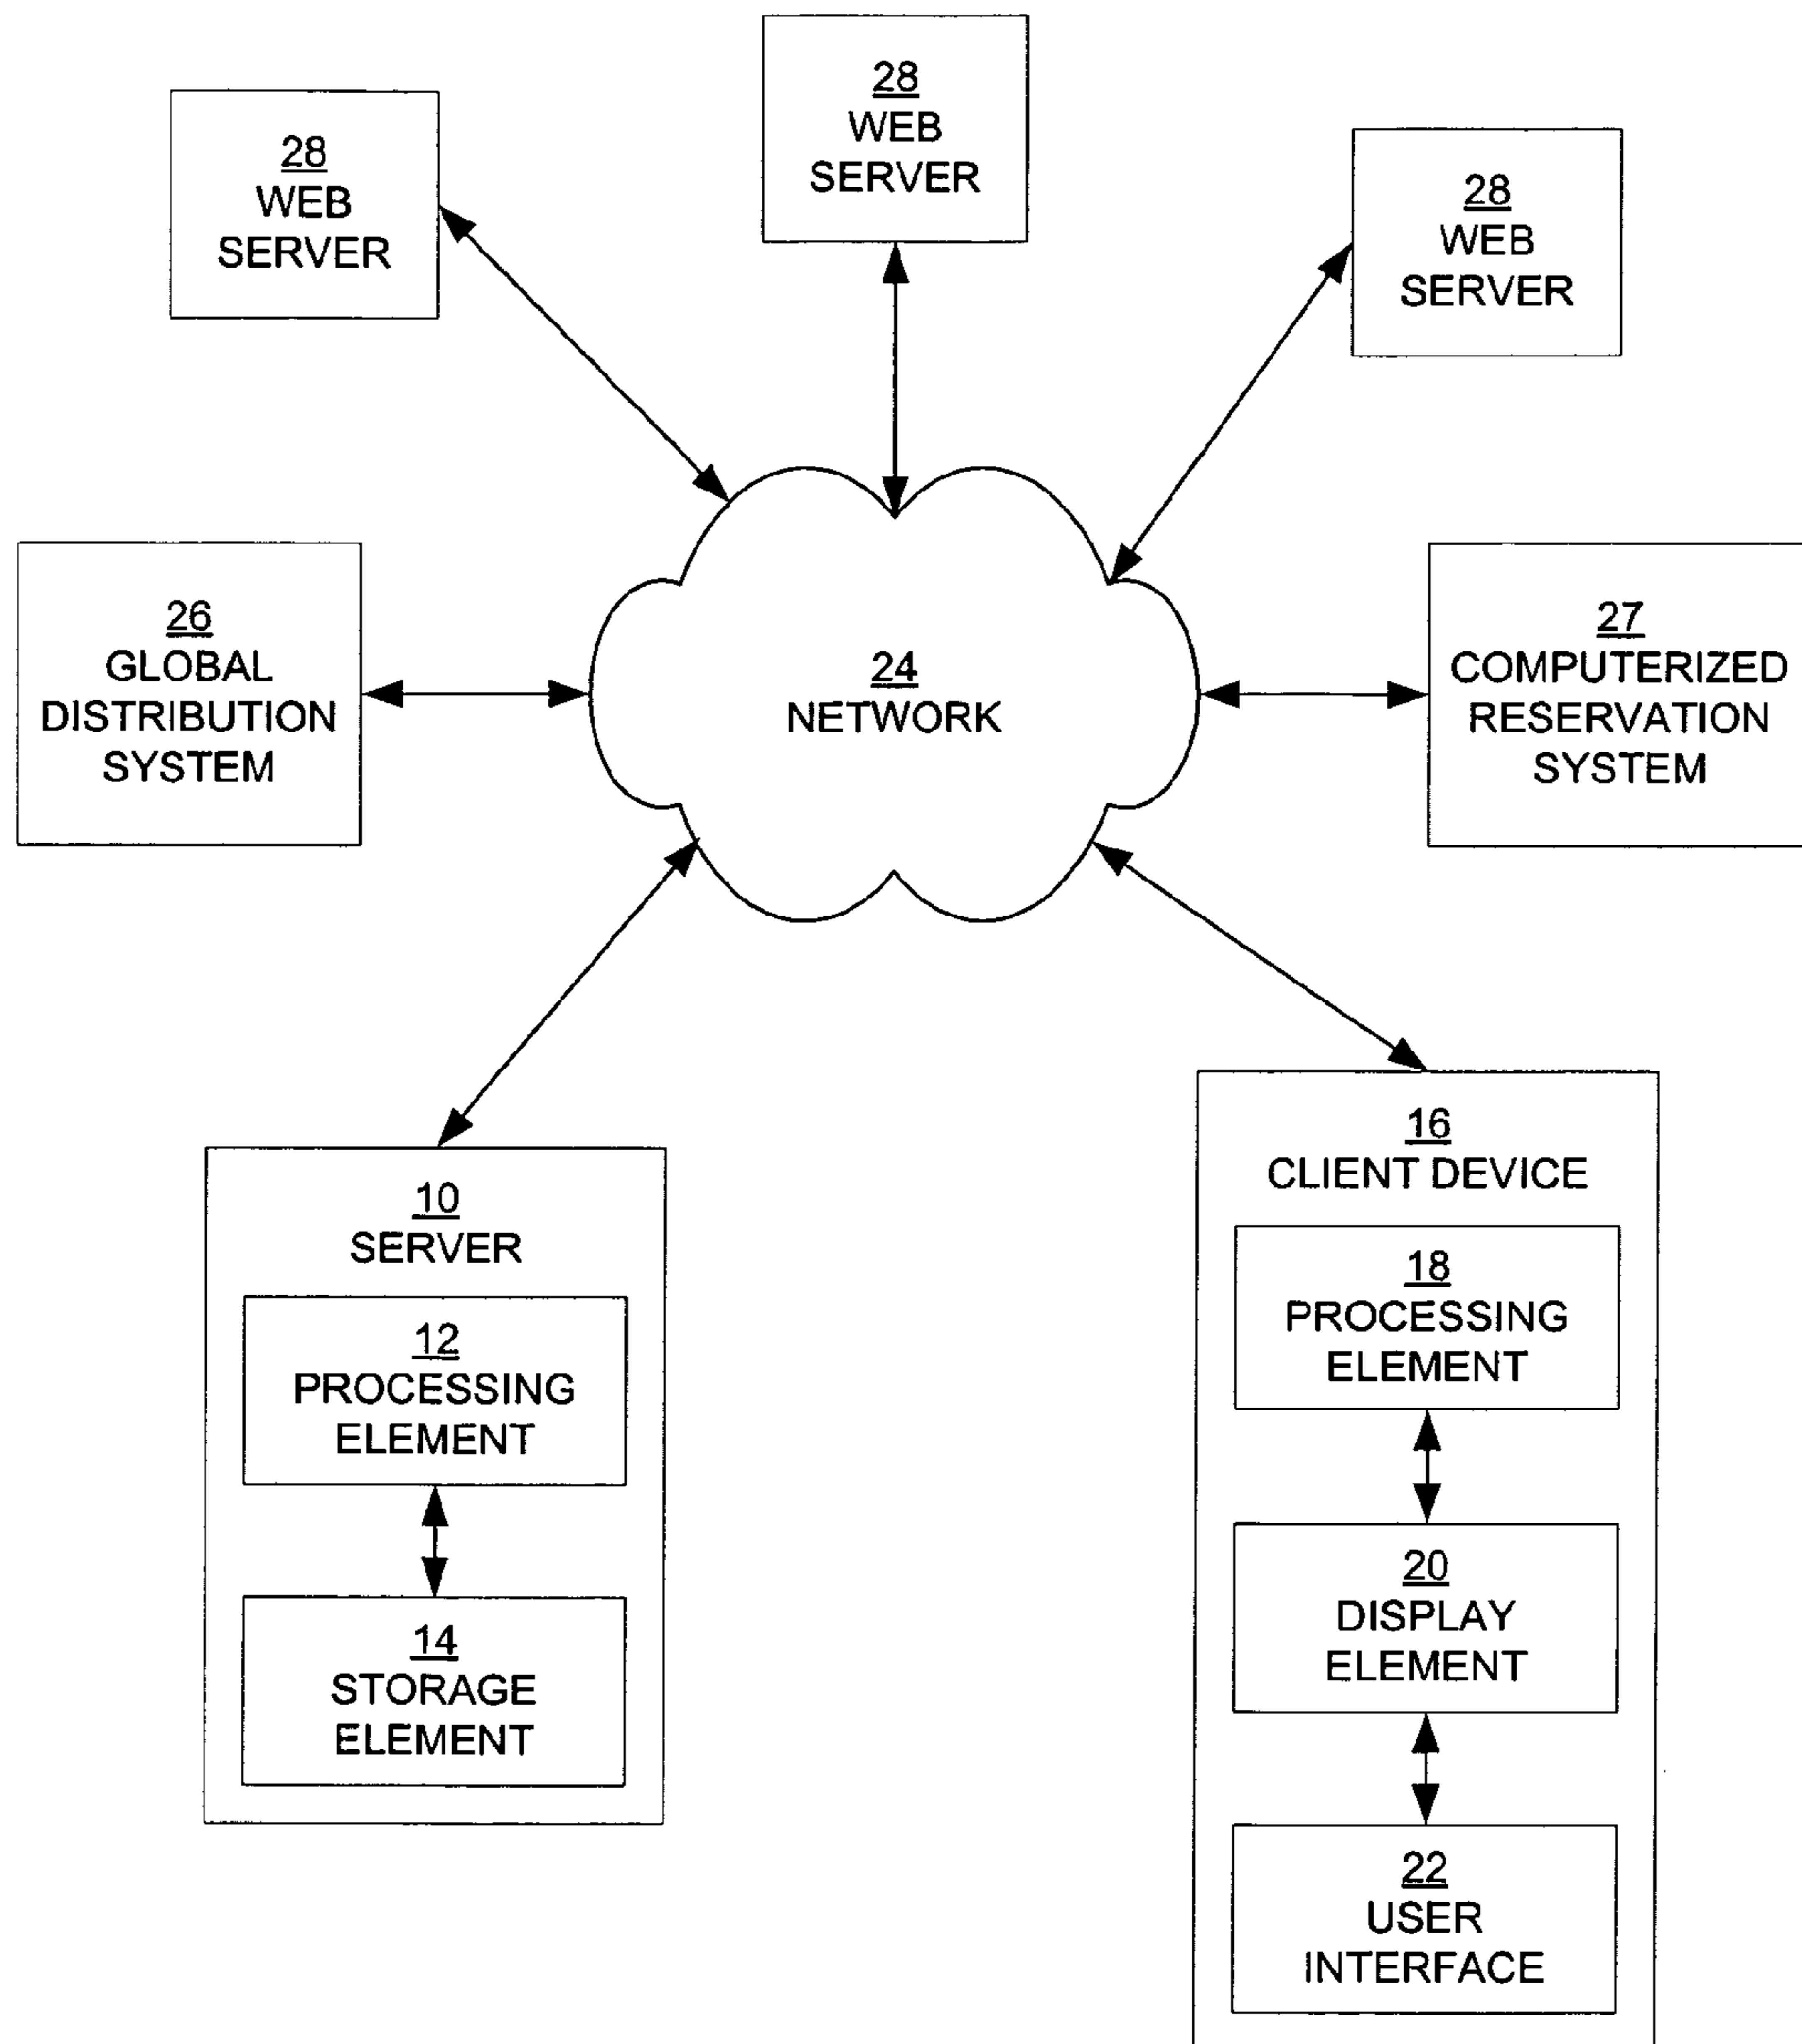 28
WEB
SERVER
28
WEB
SERVER
28
WEB
SERVER
26
GLOBAL
DISTRIBUTION
SYSTEM
24
NETWORK
27
COMPUTERIZED
RESERVATION
SYSTEM
10
SERVER
12
PROCESSING
ELEMENT
14
STORAGE
ELEMENT
16
CLIENT DEVICE
18
PROCESSING
ELEMENT
20
DISPLAY
ELEMENT
22
USER
INTERFACE